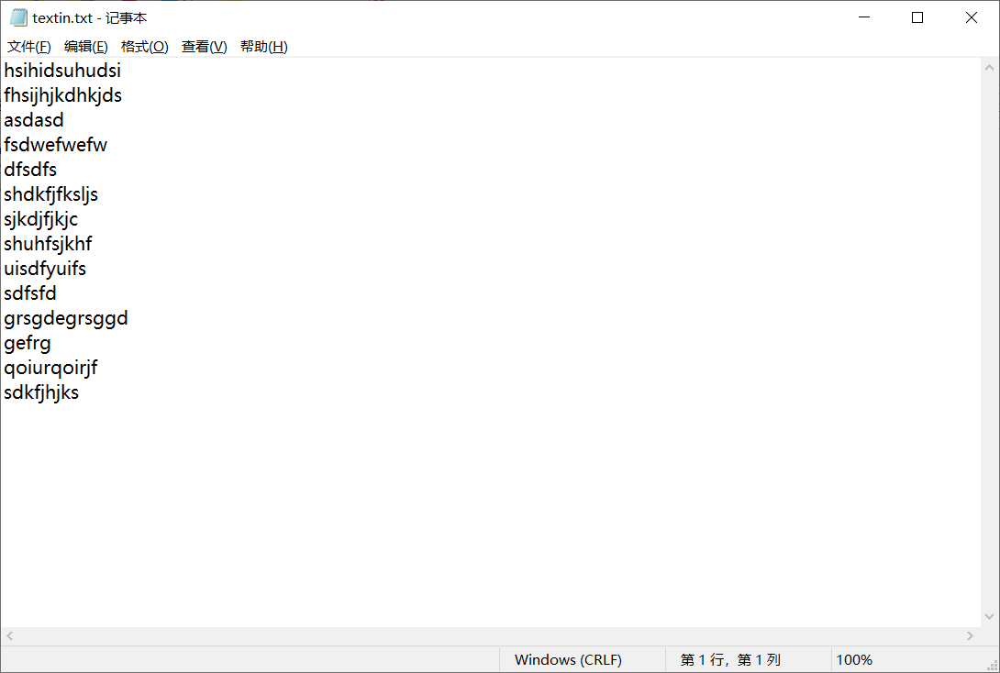 textin.txt - 记事本
文件(F) 编辑(E) 格式(O) 查看(V) 帮助(H)
hsihidsuhudsi
fhsijhjkdhkjds
asdasd
fsdwefwefw
dfsdfs
shdkfjfksljs
sjkdjfjkjc
shuhfsjkhf
uisdfyuifs
sdfsfd
grsgdegrsggd
gefrg
qoiurqoirjf
sdkfjhjks
Windows (CRLF) 第 1 行，第 1 列 100%